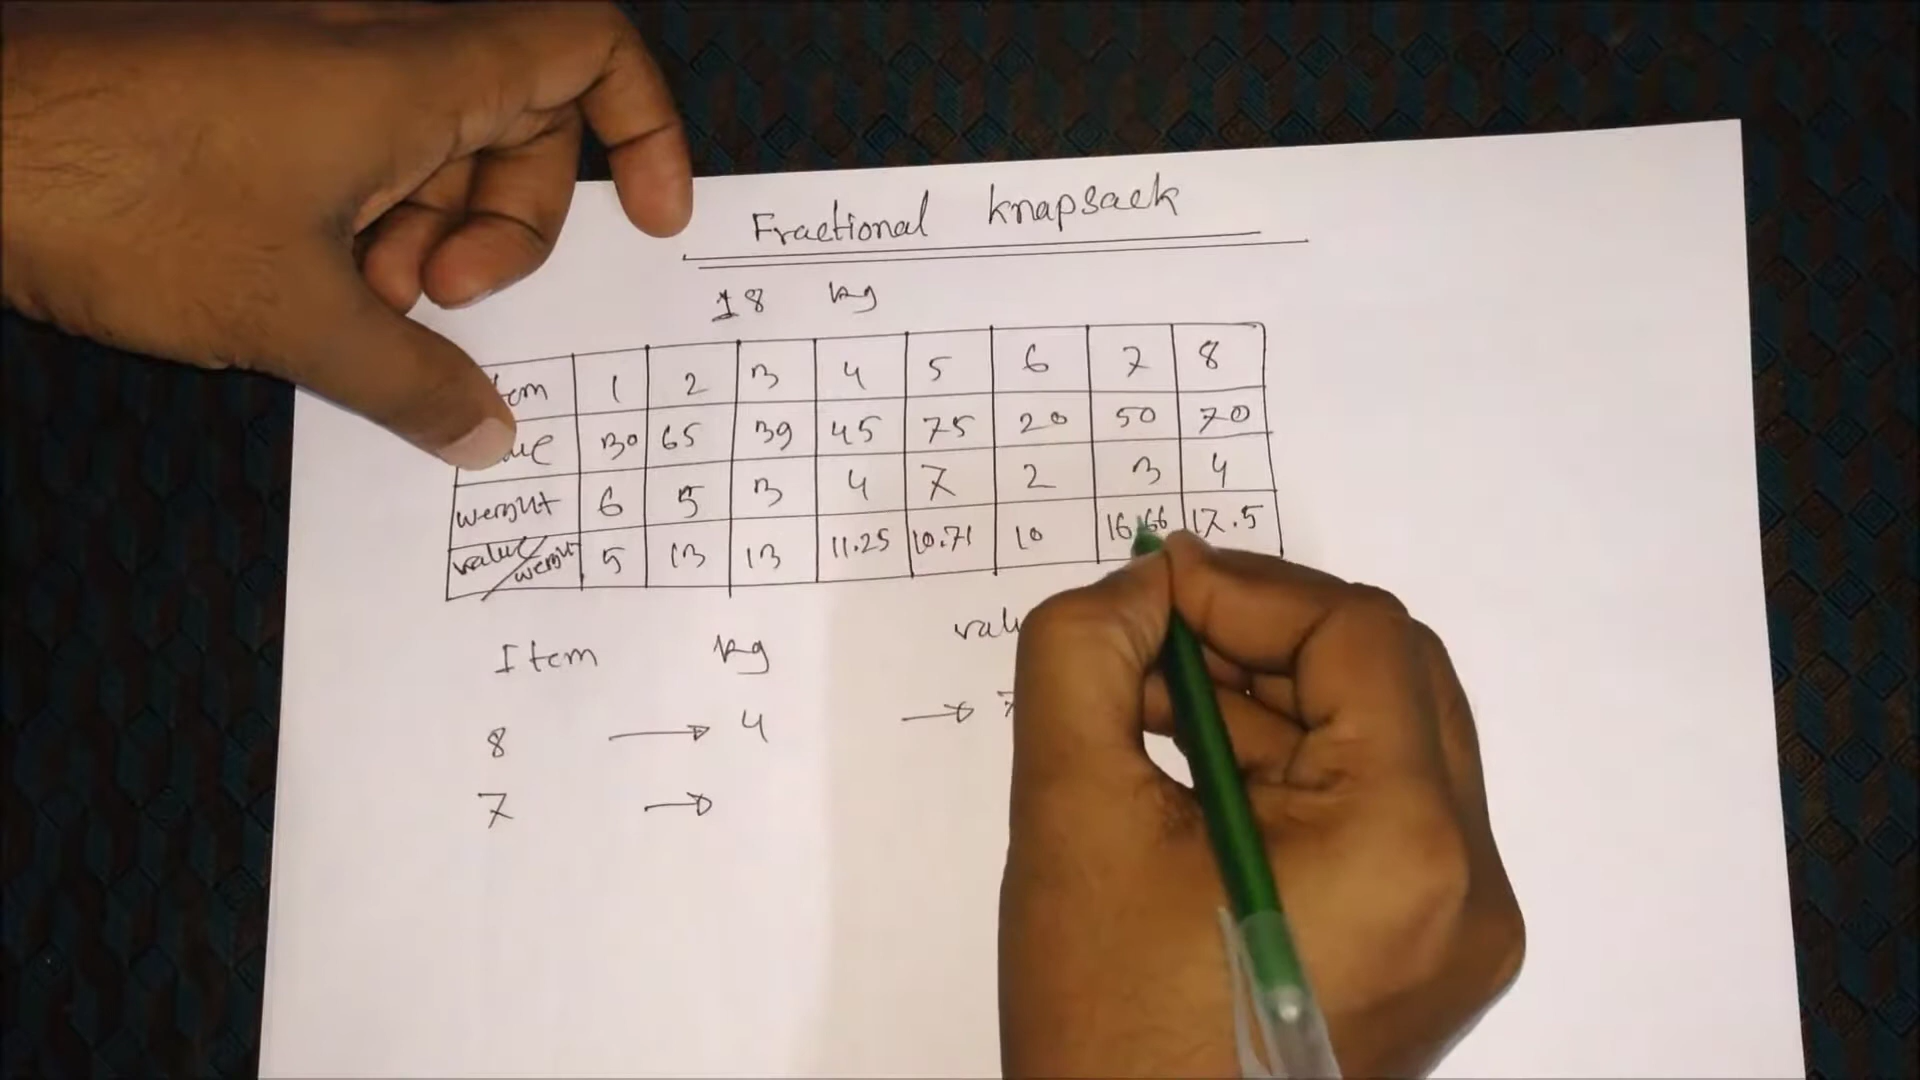 Fractional knapsack
18 kg
1 2 3 4 5 6 7 8
30 65 39 45 75 20 50 70
weight 6 5 3 4 7 2 3 4
value/weight 5 13 13 11.25 10.71 10 16.66 17.5
Item kg
8 → 4 →
7 →